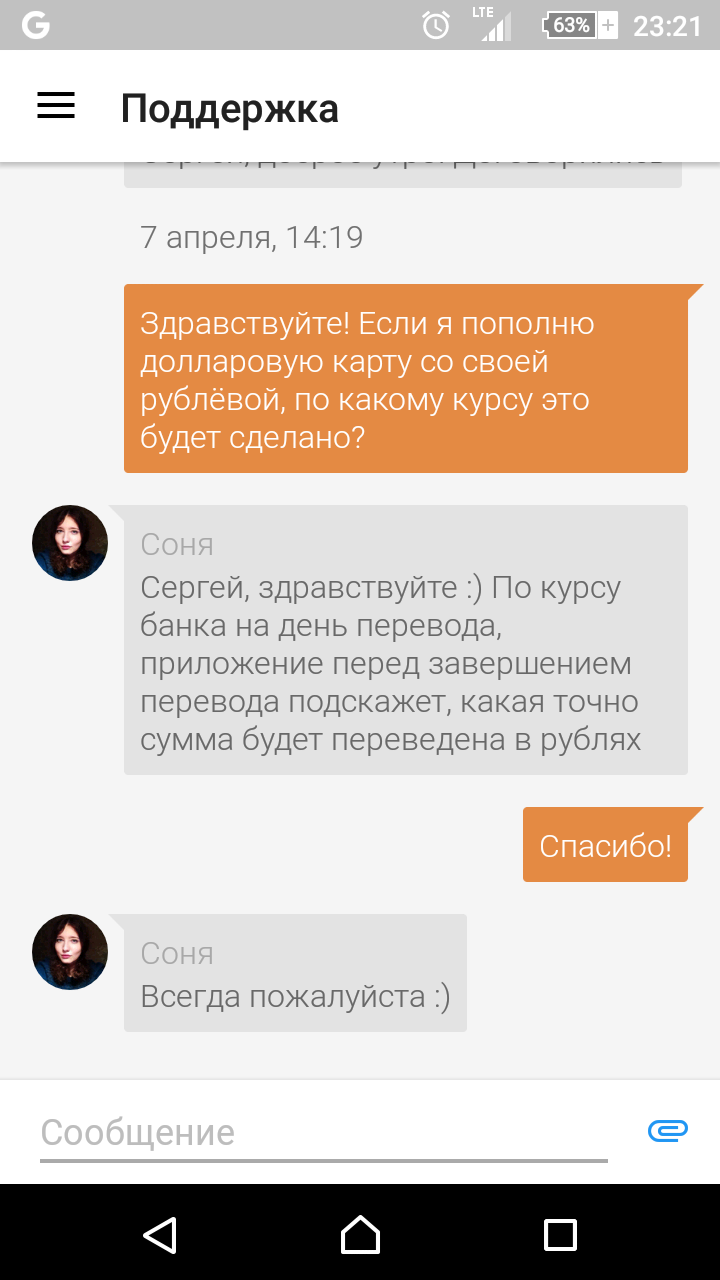 G
LTE
63%
23:21
Поддержка
7 апреля, 14:19
Здравствуйте! Если я пополню
долларовую карту со своей
рублёвой, по какому курсу это
будет сделано?
Соня
Сергей, здравствуйте :) По курсу
банка на день перевода,
приложение перед завершением
перевода подскажет, какая точно
сумма будет переведена в рублях
Спасибо!
Соня
Всегда пожалуйста :)
Сообщение